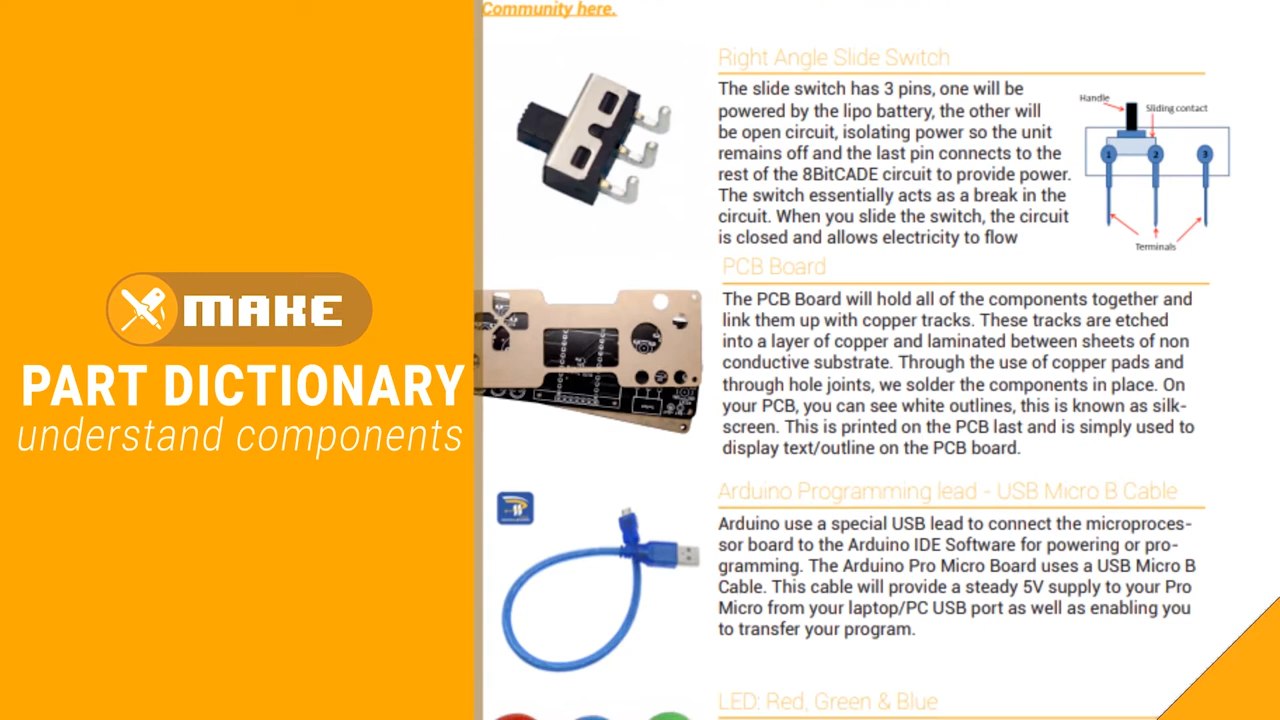 Community here.
MAKE
PART DICTIONARY
understand components
Right Angle Slide Switch
The slide switch has 3 pins, one will be
powered by the lipo battery, the other will
be open circuit, isolating power so the unit
remains off and the last pin connects to the
rest of the 8BitCADE circuit to provide power.
The switch essentially acts as a break in the
circuit. When you slide the switch, the circuit
is closed and allows electricity to flow
Handle
Sliding contact
1
2
3
Terminals
PCB Board
The PCB Board will hold all of the components together and
link them up with copper tracks. These tracks are etched
into a layer of copper and laminated between sheets of non
conductive substrate. Through the use of copper pads and
through hole joints, we solder the components in place. On
your PCB, you can see white outlines, this is known as silk-
screen. This is printed on the PCB last and is simply used to
display text/outline on the PCB board.
Arduino Programming lead - USB Micro B Cable
Arduino use a special USB lead to connect the microproces-
sor board to the Arduino IDE Software for powering or pro-
gramming. The Arduino Pro Micro Board uses a USB Micro B
Cable. This cable will provide a steady 5V supply to your Pro
Micro from your laptop/PC USB port as well as enabling you
to transfer your program.
LED: Red, Green & Blue